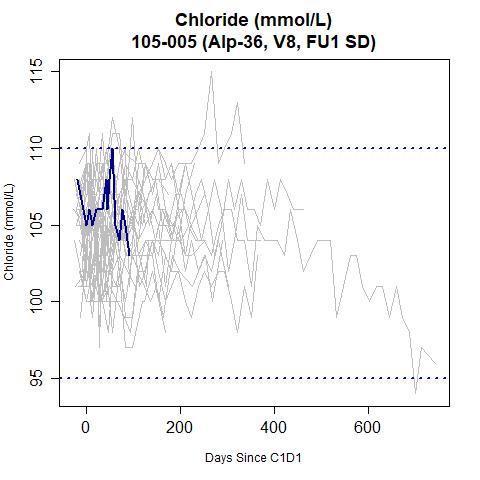 Chloride (mmol/L)
105-005 (Alp-36, V8, FU1 SD)
Chloride (mmol/L)
115
110
105
100
95
0 200 400 600
Days Since C1D1